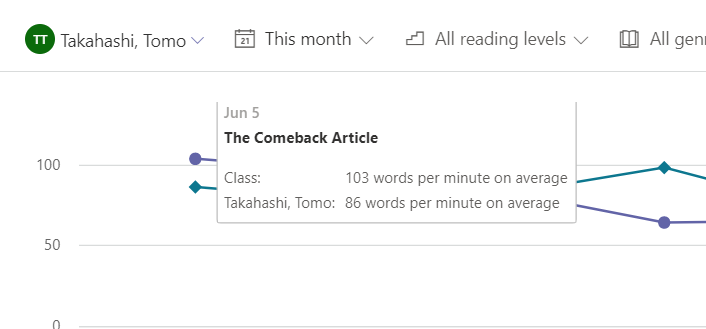 TT Takahashi, Tomo 21 This month All reading levels All genr
Jun 5
The Comeback Article
100
Class: 103 words per minute on average
Takahashi, Tomo: 86 words per minute on average
50
0